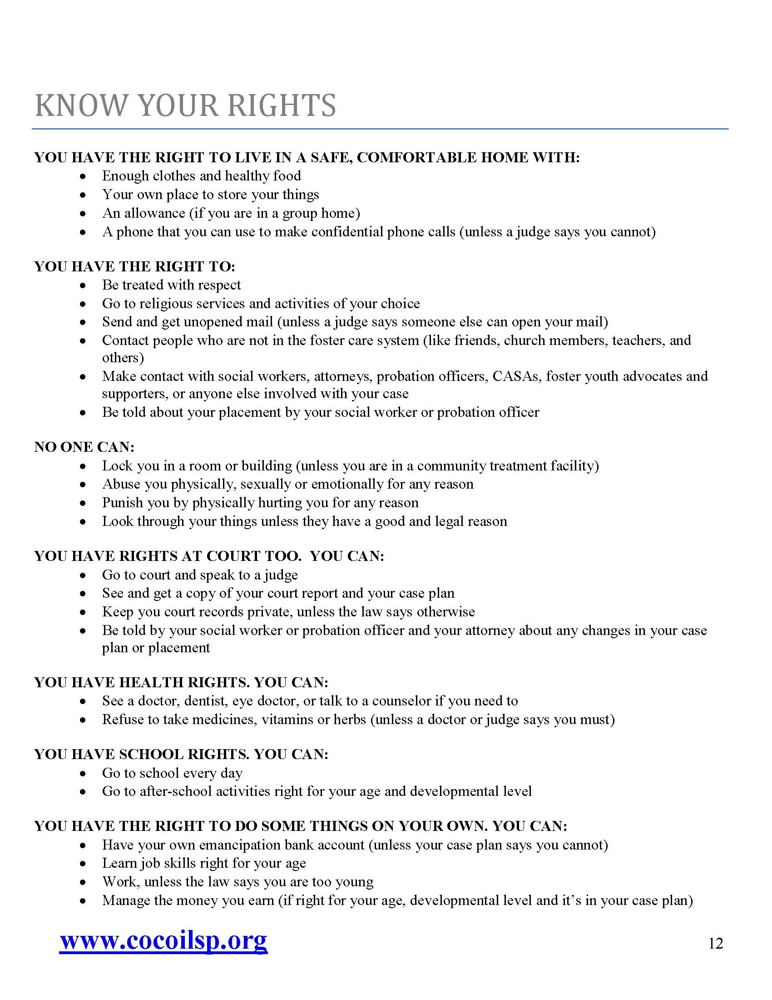 KNOW YOUR RIGHTS
YOU HAVE THE RIGHT TO LIVE IN A SAFE, COMFORTABLE HOME WITH:
• Enough clothes and healthy food
• Your own place to store your things
• An allowance (if you are in a group home)
• A phone that you can use to make confidential phone calls (unless a judge says you cannot)
YOU HAVE THE RIGHT TO:
• Be treated with respect
• Go to religious services and activities of your choice
• Send and get unopened mail (unless a judge says someone else can open your mail)
• Contact people who are not in the foster care system (like friends, church members, teachers, and
others)
• Make contact with social workers, attorneys, probation officers, CASAs, foster youth advocates and
supporters, or anyone else involved with your case
• Be told about your placement by your social worker or probation officer
NO ONE CAN:
• Lock you in a room or building (unless you are in a community treatment facility)
• Abuse you physically, sexually or emotionally for any reason
• Punish you by physically hurting you for any reason
• Look through your things unless they have a good and legal reason
YOU HAVE RIGHTS AT COURT TOO.  YOU CAN:
• Go to court and speak to a judge
• See and get a copy of your court report and your case plan
• Keep you court records private, unless the law says otherwise
• Be told by your social worker or probation officer and your attorney about any changes in your case
plan or placement
YOU HAVE HEALTH RIGHTS. YOU CAN:
• See a doctor, dentist, eye doctor, or talk to a counselor if you need to
• Refuse to take medicines, vitamins or herbs (unless a doctor or judge says you must)
YOU HAVE SCHOOL RIGHTS. YOU CAN:
• Go to school every day
• Go to after-school activities right for your age and developmental level
YOU HAVE THE RIGHT TO DO SOME THINGS ON YOUR OWN. YOU CAN:
• Have your own emancipation bank account (unless your case plan says you cannot)
• Learn job skills right for your age
• Work, unless the law says you are too young
• Manage the money you earn (if right for your age, developmental level and it’s in your case plan)
www.cocoilsp.org
12